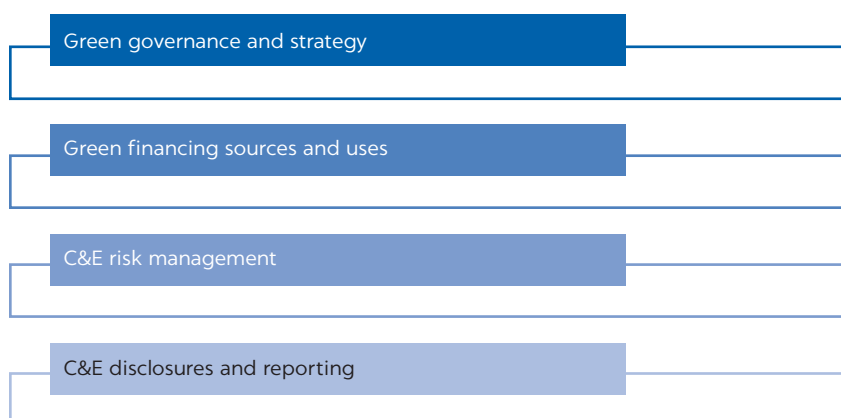 Green governance and strategy
Green financing sources and uses
C&E risk management
C&E disclosures and reporting